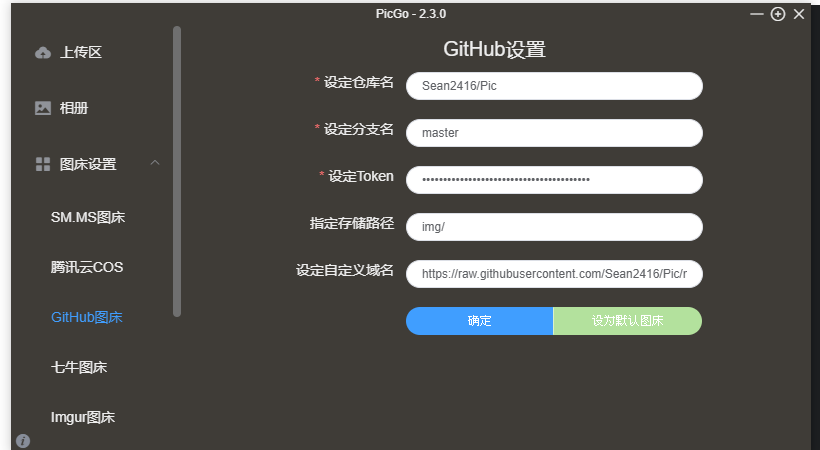 PicGo - 2.3.0
上传区
相册
图床设置
SM.MS图床
腾讯云COS
GitHub图床
七牛图床
Imgur图床
GitHub设置
* 设定仓库名 Sean2416/Pic
* 设定分支名 master
* 设定Token ••••••••••••••••••••••••••••••••••••••••
指定存储路径 img/
设定自定义域名 https://raw.githubusercontent.com/Sean2416/Pic/r
确定 设为默认图床